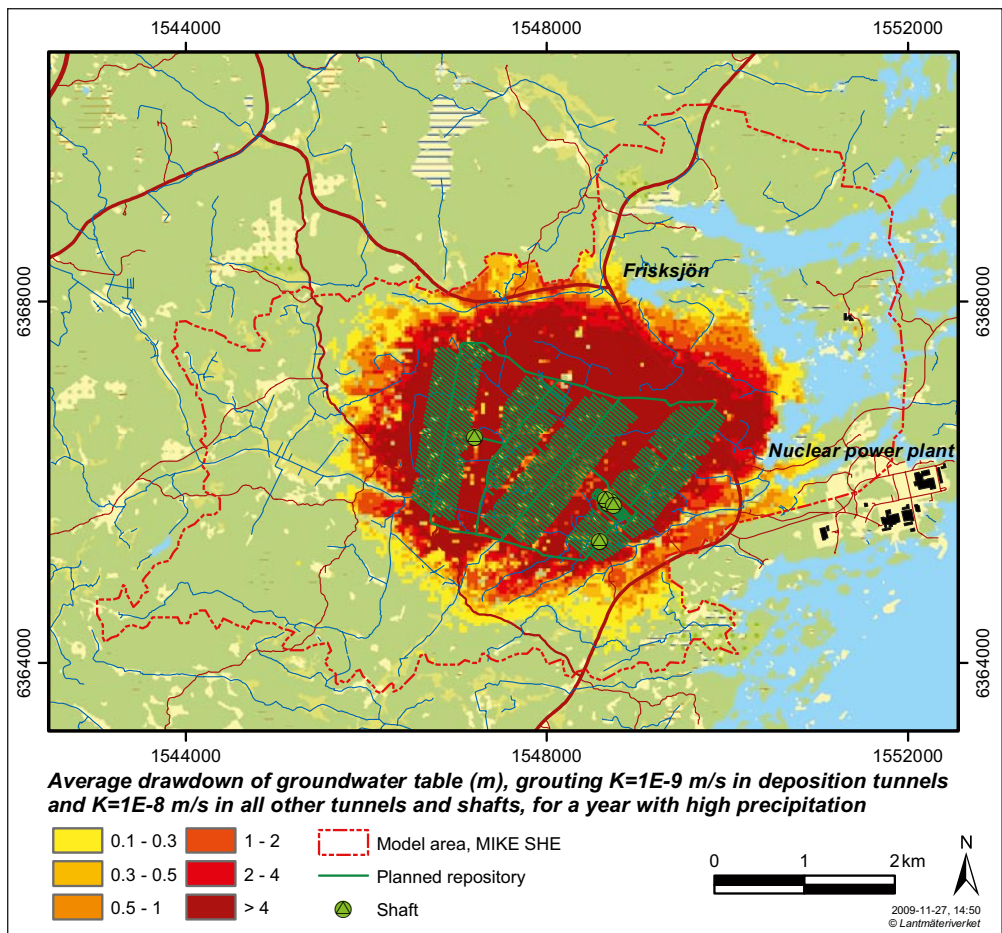 1544000 1548000 1552000
6368000 6368000
Frisksjön
Nuclear power plant
6364000 6364000
1544000 1548000 1552000
Average drawdown of groundwater table (m), grouting K=1E-9 m/s in deposition tunnels
and K=1E-8 m/s in all other tunnels and shafts, for a year with high precipitation
0.1 - 0.3 1 - 2 Model area, MIKE SHE
0.3 - 0.5 2 - 4 Planned repository
0.5 - 1 > 4 Shaft
0 1 2 km
N
2009-11-27, 14:50
© Lantmäteriverket